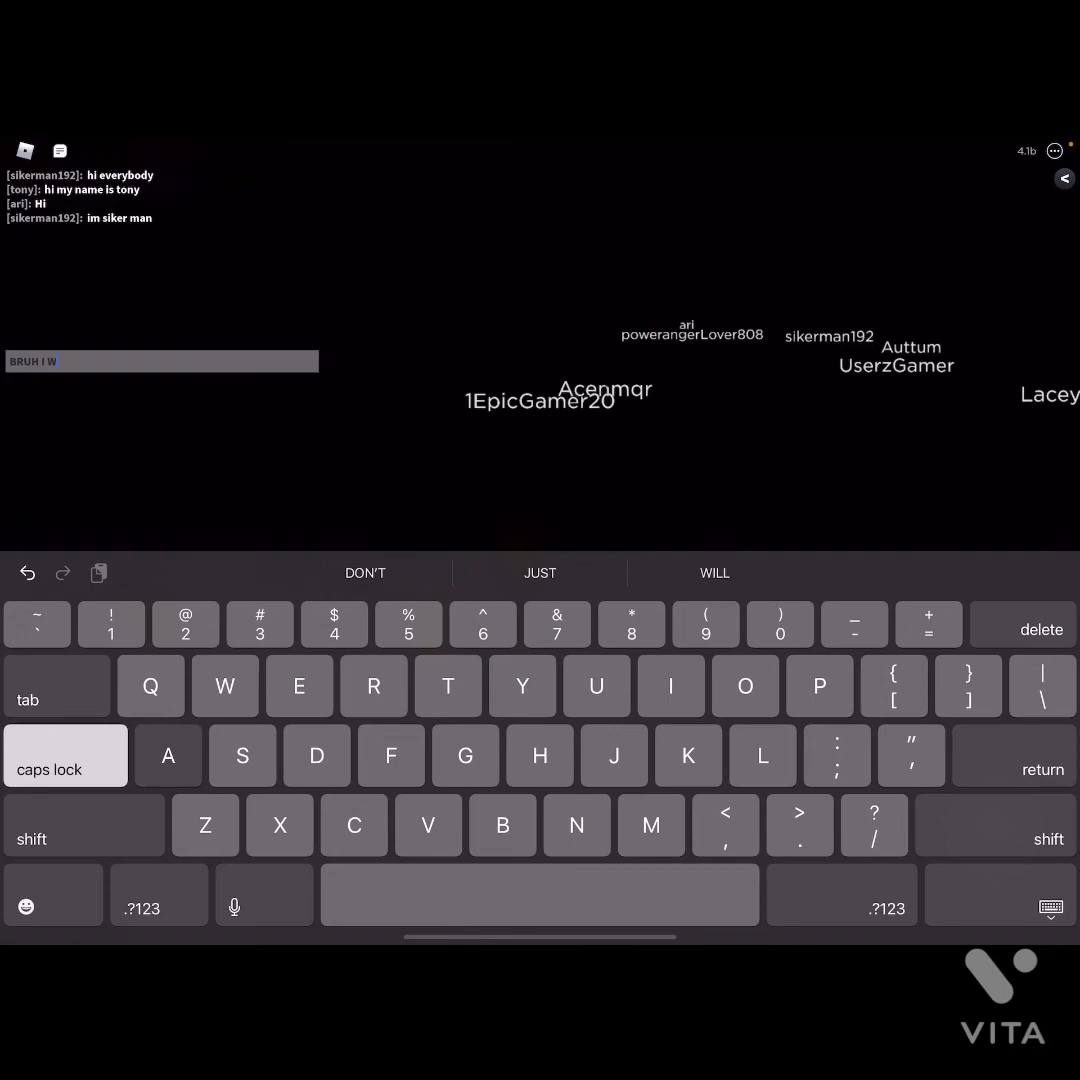 4.1b
[sikerman192]: hi everybody
[tony]: hi my name is tony
[ari]: Hi
[sikerman192]: im siker man
ari
powerangerLover808
sikerman192
Auttum
BRUH I W
UserzGamer
Acenmqr
1EpicGamer20
Lacey
DON'T JUST WILL
~ ! @ # $ % ^ & * ( ) _ +
` 1 2 3 4 5 6 7 8 9 0 - = delete
tab Q W E R T Y U I O P { [ } ] | \
caps lock A S D F G H J K L : ; " ' return
shift Z X C V B N M < , > . ? / shift
.?123 .?123
VITA